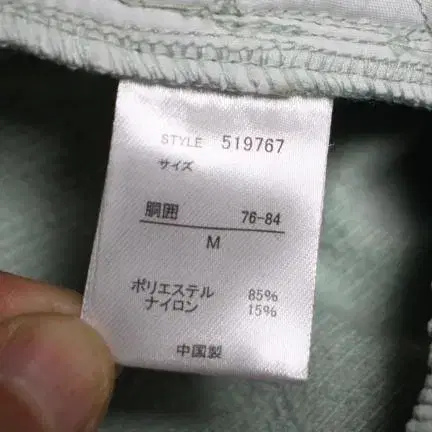 STYLE 519767
サイズ
胴囲 76-84
M
ポリエステル 85%
ナイロン 15%
中国製